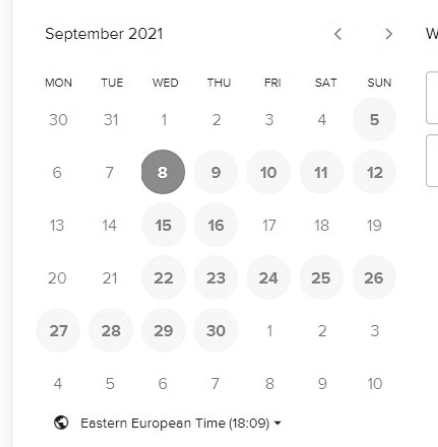 September 2021 < > W
MON TUE WED THU FRI SAT SUN
30 31 1 2 3 4 5
6 7 8 9 10 11 12
13 14 15 16 17 18 19
20 21 22 23 24 25 26
27 28 29 30 1 2 3
4 5 6 7 8 9 10
Eastern European Time (18:09)